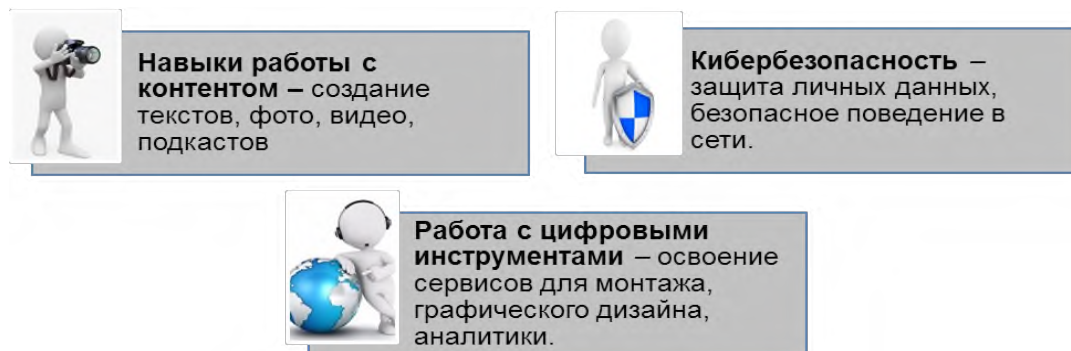 Навыки работы с
контентом – создание
текстов, фото, видео,
подкастов
Кибербезопасность –
защита личных данных,
безопасное поведение в
сети.
Работа с цифровыми
инструментами – освоение
сервисов для монтажа,
графического дизайна,
аналитики.